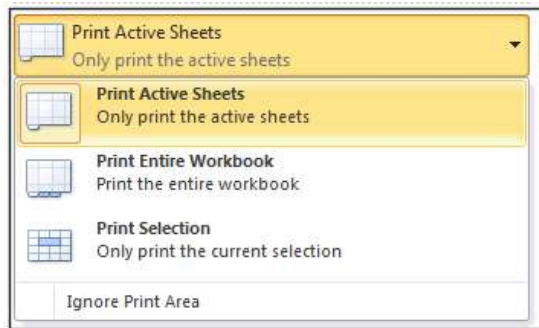 Print Active Sheets
Only print the active sheets
Print Active Sheets
Only print the active sheets
Print Entire Workbook
Print the entire workbook
Print Selection
Only print the current selection
Ignore Print Area